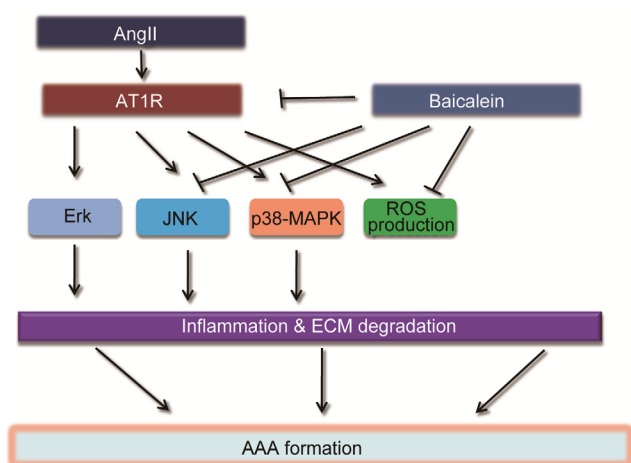 AngII
AT1R
Baicalein
Erk
JNK
p38-MAPK
ROS
production
Inflammation & ECM degradation
AAA formation